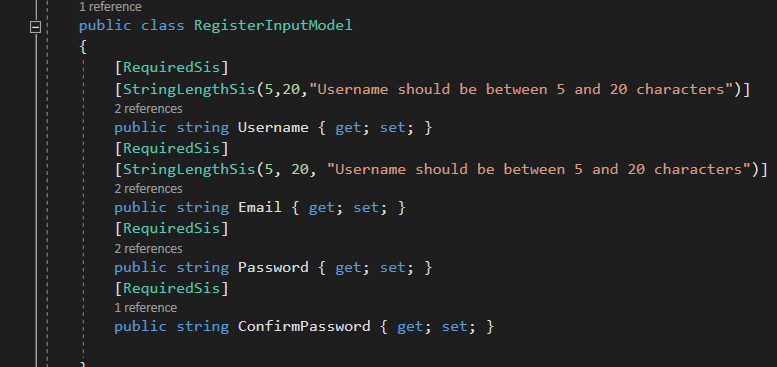 1 reference
public class RegisterInputModel
{
[RequiredSis]
[StringLengthSis(5,20,"Username should be between 5 and 20 characters")]
2 references
public string Username { get; set; }
[RequiredSis]
[StringLengthSis(5, 20, "Username should be between 5 and 20 characters")]
2 references
public string Email { get; set; }
[RequiredSis]
2 references
public string Password { get; set; }
[RequiredSis]
1 reference
public string ConfirmPassword { get; set; }
}